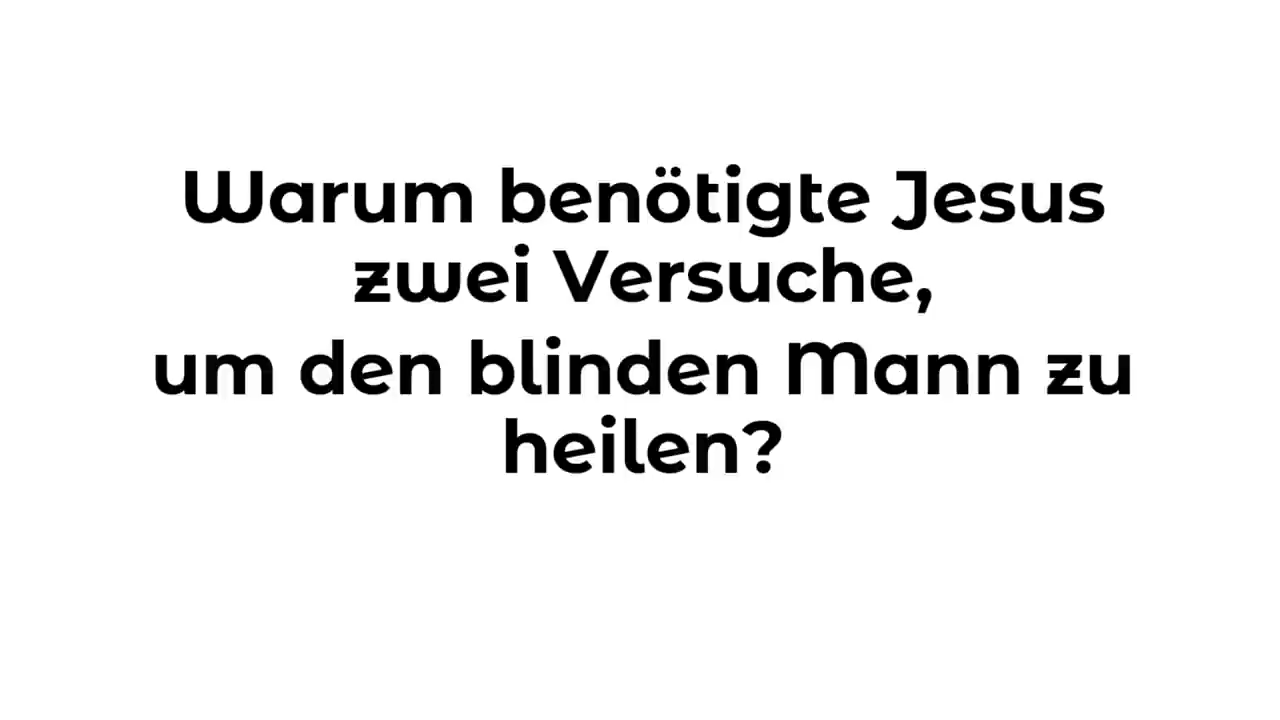 Warum benötigte Jesus
zwei Versuche,
um den blinden Mann zu
heilen?